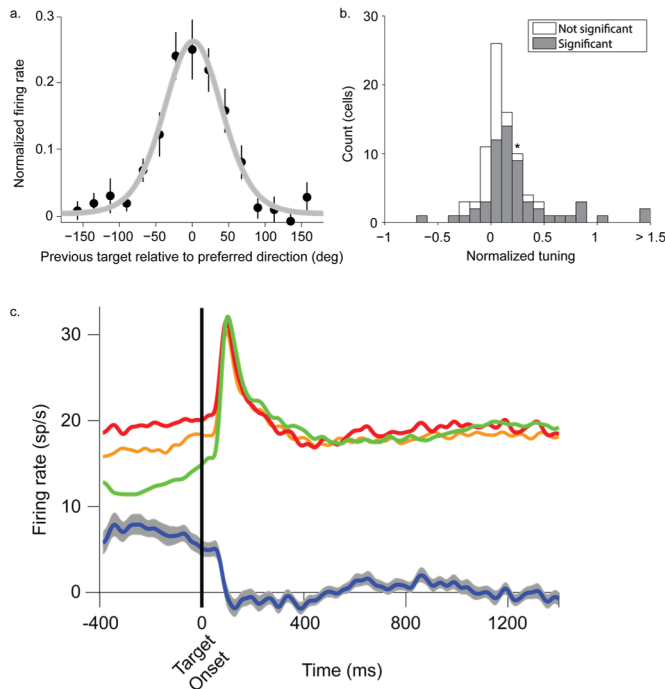 a.
0.3
0.2
0.1
0
Normalized firing rate
−150 −100 −50 0 50 100 150
Previous target relative to preferred direction (deg)
b.
Not significant
Significant
30
20
10
0
Count (cells)
*
−1 −0.5 0 0.5 1 > 1.5
Normalized tuning
c.
30
20
10
0
Firing rate (sp/s)
-400 0 400 800 1200
Target
Onset
Time (ms)